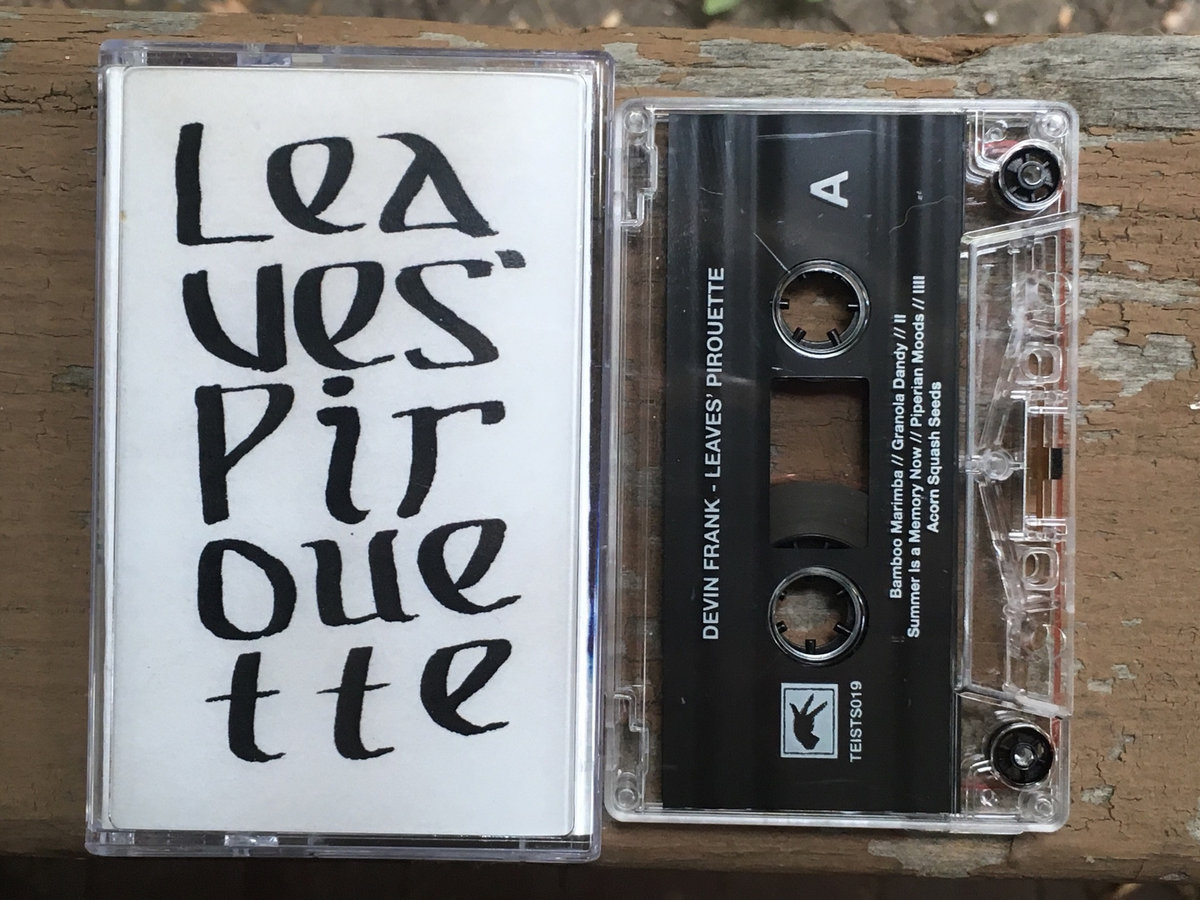 Lea
ves'
Pir
oue
tte
A
DEVIN FRANK - LEAVES' PIROUETTE
Bamboo Marimba // Granola Dandy // II
Summer Is a Memory Now // Piperian Moods // IIII
Acorn Squash Seeds
TEISTS019